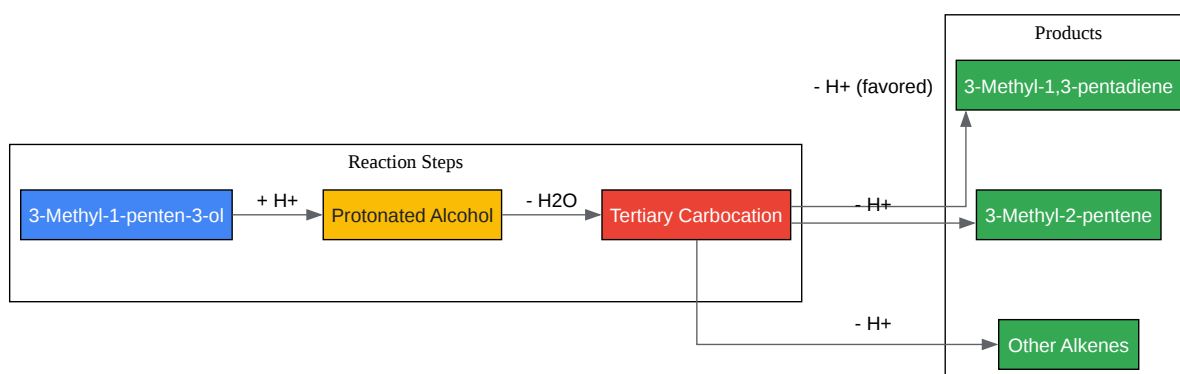 Products
- H+ (favored)
3-Methyl-1,3-pentadiene
Reaction Steps
3-Methyl-1-penten-3-ol
+ H+
Protonated Alcohol
- H2O
Tertiary Carbocation
- H+
3-Methyl-2-pentene
- H+
Other Alkenes